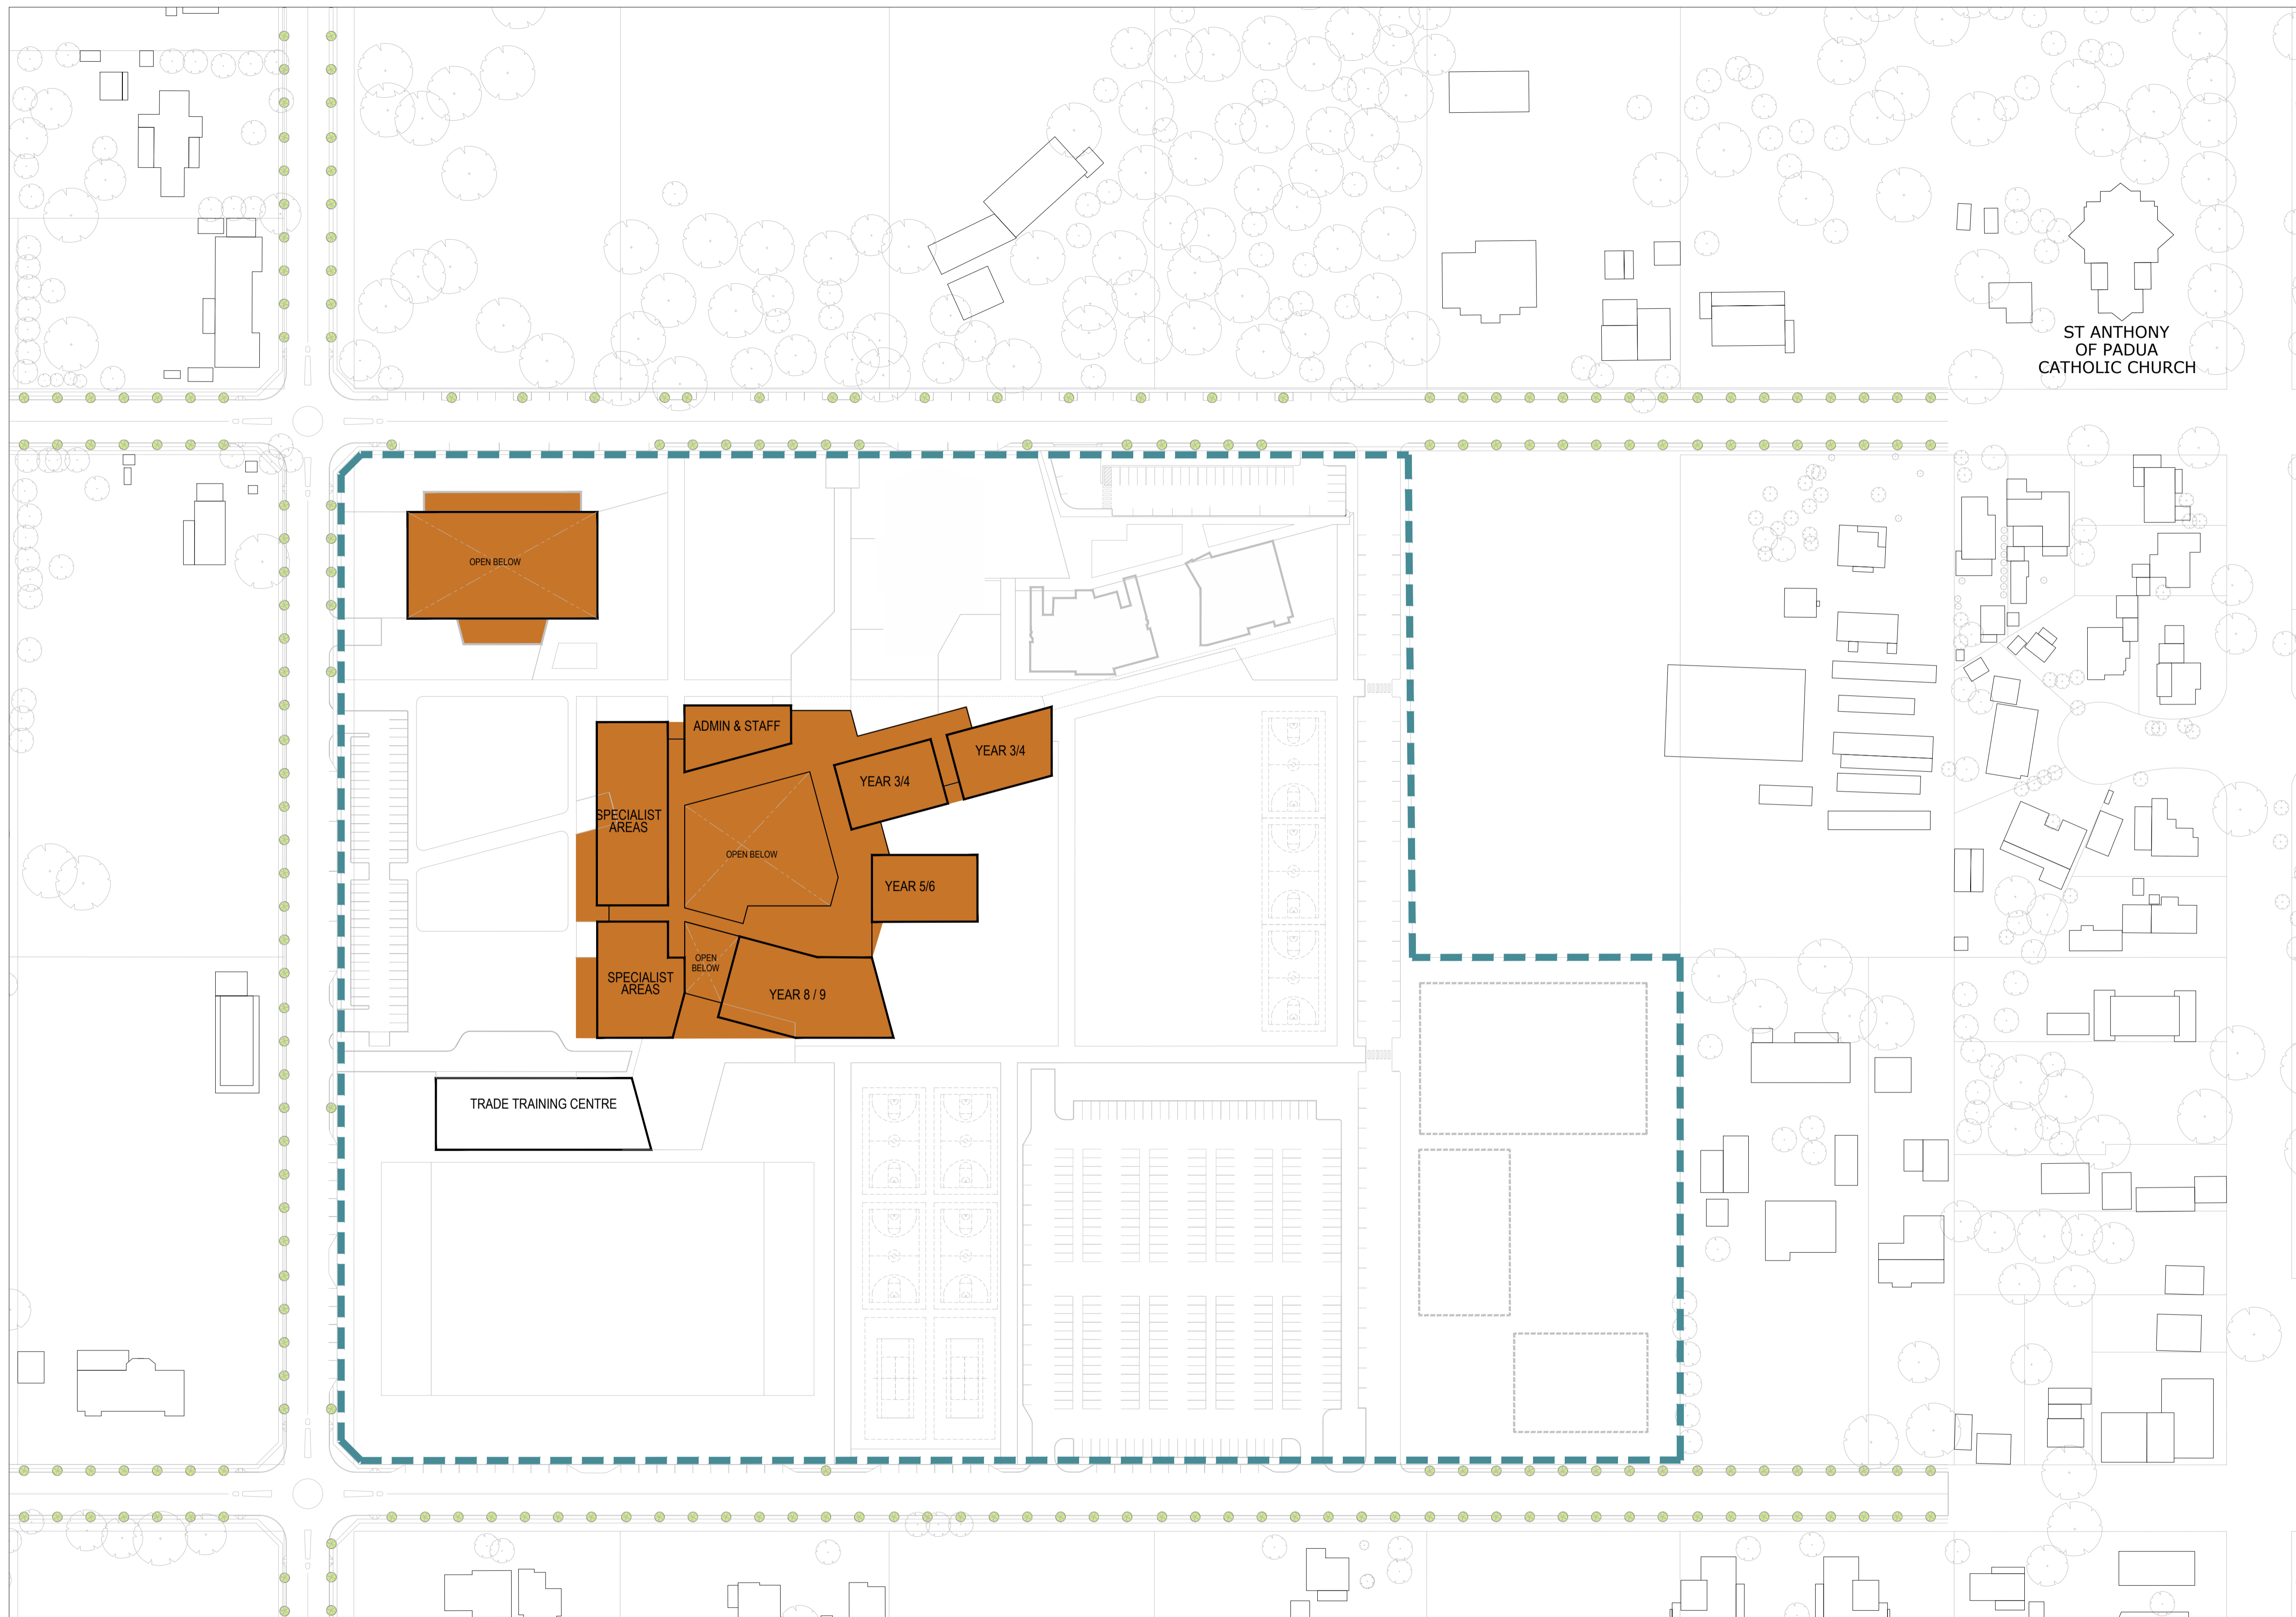 ST ANTHONY
OF PADUA
CATHOLIC CHURCH
OPEN BELOW
ADMIN & STAFF
YEAR 3/4
YEAR 3/4
SPECIALIST
AREAS
OPEN BELOW
YEAR 5/6
OPEN
BELOW
SPECIALIST
AREAS
YEAR 8 / 9
TRADE TRAINING CENTRE